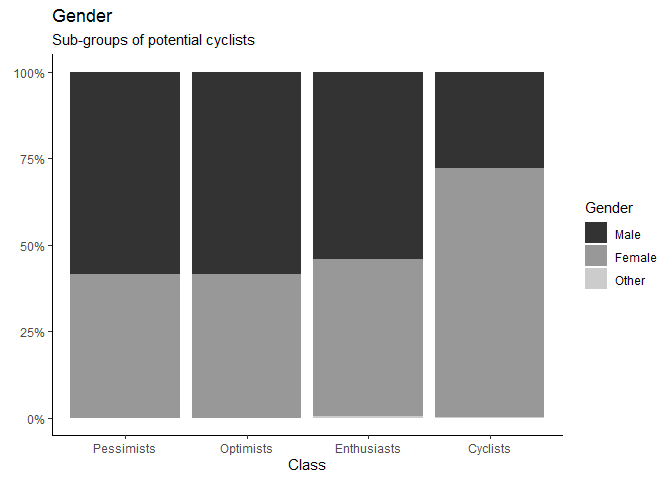 Gender
Sub-groups of potential cyclists
100%
75%
50%
25%
0%
Pessimists Optimists Enthusiasts Cyclists
Class
Gender
Male
Female
Other